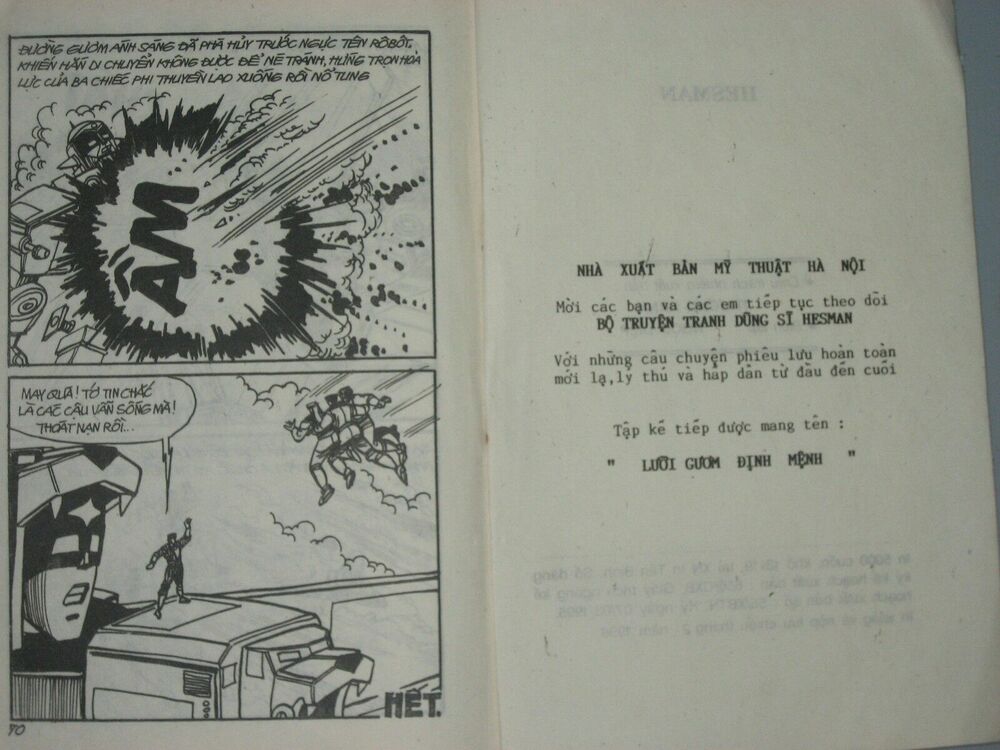 ĐƯỜNG GƯƠM ÁNH SÁNG ĐÃ PHÁ HỦY TRƯỚC NGỰC TÊN RÔBÔT,
KHIẾN HẮN DI CHUYỂN KHÔNG ĐƯỢC ĐỂ NÉ TRÁNH, HỨNG TRỌN HỎA
LỰC CỦA BA CHIẾC PHI THUYỀN LAO XUỐNG RỒI NỔ TUNG
ẦM
MAY QUÁ! TỚ TIN CHẮC
LÀ CÁC CẬU VẪN SỐNG MÀ!
THOÁT NẠN RỒI...
HẾT.
70
HESMAN
NHÀ XUẤT BẢN MỸ THUẬT HÀ NỘI
Mời các bạn và các em tiếp tục theo dõi
BỘ TRUYỆN TRANH DŨNG SĨ HESMAN
Với những câu chuyện phiêu lưu hoàn toàn
mới lạ,lý thú và hấp dẫn từ đầu đến cuối
Tập kế tiếp được mang tên :
" LƯỠI GƯƠM ĐỊNH MỆNH "